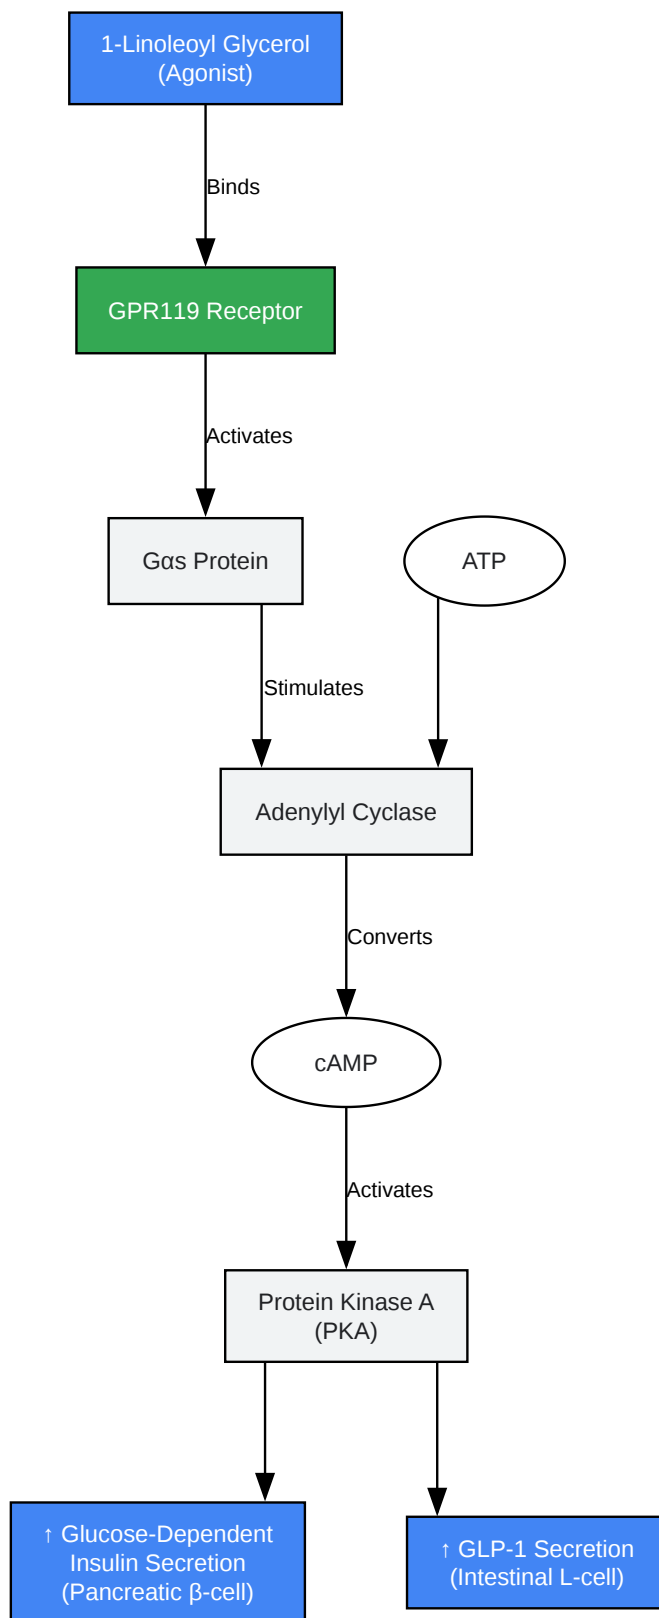 1-Linoleoyl Glycerol
(Agonist)
Binds
GPR119 Receptor
Activates
Gαs Protein
ATP
Stimulates
Adenylyl Cyclase
Converts
cAMP
Activates
Protein Kinase A
(PKA)
↑ Glucose-Dependent
Insulin Secretion
(Pancreatic β-cell)
↑ GLP-1 Secretion
(Intestinal L-cell)